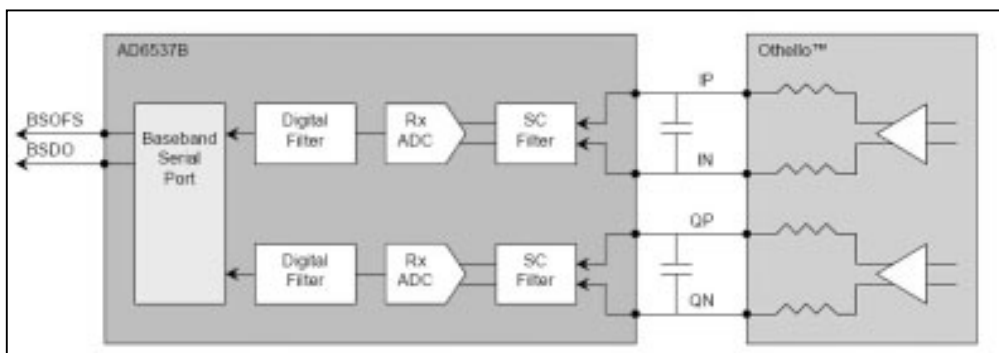 AD6537B
Othello™
BSOFS
BSDO
Baseband
Serial
Port
Digital
Filter
Rx
ADC
SC
Filter
IP
IN
Digital
Filter
Rx
ADC
SC
Filter
QP
QN